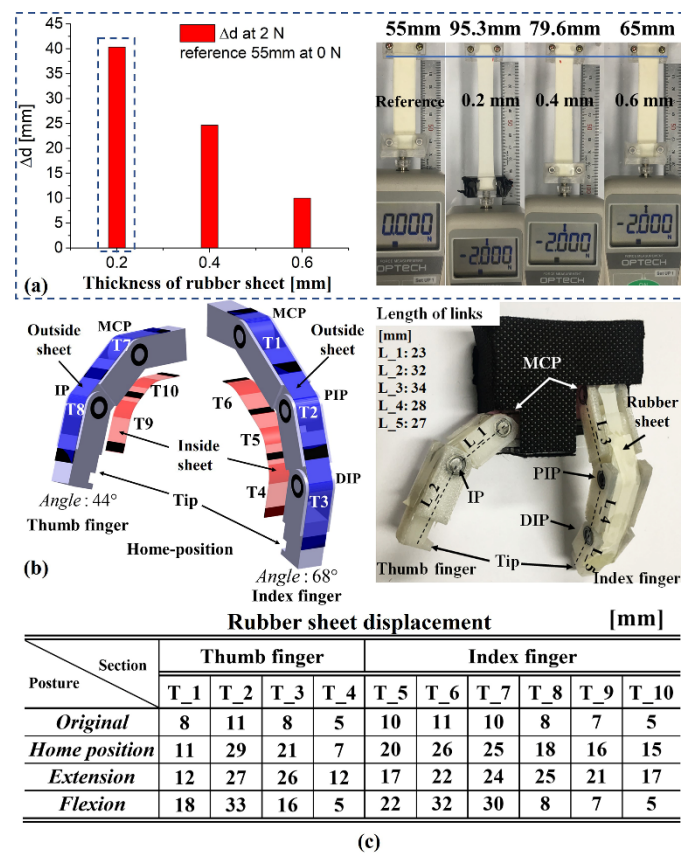 45
40
35
30
25
20
15
10
5
0
Δd [mm]
Δd at 2 N
reference 55mm at 0 N
0.2
0.4
0.6
Thickness of rubber sheet [mm]
(a)
55mm 95.3mm 79.6mm 65mm
Reference 0.2 mm 0.4 mm 0.6 mm
0.000
N
-2.000
N
-2.000
N
-2.000
N
OPTECH
OPTECH
OPTECH
MCP
T7
Outside
sheet
T10
IP
T8
T9
Angle: 44°
Thumb finger
MCP
T1
Outside
sheet
PIP
T6
T2
T5
Inside
sheet
DIP
T4
T3
Tip
Home-position
Angle: 68°
Index finger
(b)
Length of links
[mm]
L_1: 23
L_2: 32
L_3: 34
L_4: 28
L_5: 27
MCP
Rubber
sheet
L_1
L_2
L_3
L_4
L_5
IP
PIP
DIP
Tip
Thumb finger
Index finger
Rubber sheet displacement [mm]
Section
Posture
Thumb finger Index finger
T_1 T_2 T_3 T_4 T_5 T_6 T_7 T_8 T_9 T_10
Original 8 11 8 5 10 11 10 8 7 5
Home position 11 29 21 7 20 26 25 18 16 15
Extension 12 27 26 12 17 22 24 25 21 17
Flexion 18 33 16 5 22 32 30 8 7 5
(c)